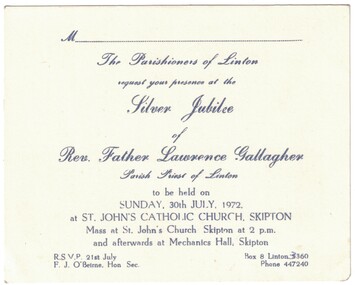 M
The Parishioners of Linton
request your presence at the
Silver Jubilee
of
Rev. Father Lawrence Gallagher
Parish Priest of Linton
to be held on
SUNDAY, 30th JULY, 1972,
at ST. JOHN'S CATHOLIC CHURCH, SKIPTON
Mass at St. John's Church Skipton at 2 p.m.
and afterwards at Mechanics Hall, Skipton
R.S.V.P. 21st July
F. J. O'Beirne, Hon Sec.
Box 8 Linton, 3360
Phone 447240